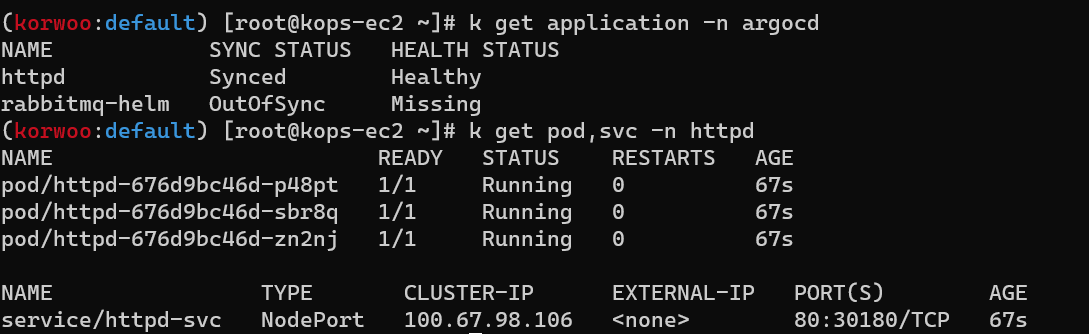 (korwoo:default) [root@kops-ec2 ~]# k get application -n argocd
NAME            SYNC STATUS   HEALTH STATUS
httpd           Synced        Healthy
rabbitmq-helm   OutOfSync     Missing
(korwoo:default) [root@kops-ec2 ~]# k get pod,svc -n httpd
NAME                         READY   STATUS    RESTARTS   AGE
pod/httpd-676d9bc46d-p48pt   1/1     Running   0          67s
pod/httpd-676d9bc46d-sbr8q   1/1     Running   0          67s
pod/httpd-676d9bc46d-zn2nj   1/1     Running   0          67s

NAME                TYPE       CLUSTER-IP      EXTERNAL-IP   PORT(S)        AGE
service/httpd-svc   NodePort   100.67.98.106   <none>        80:30180/TCP   67s